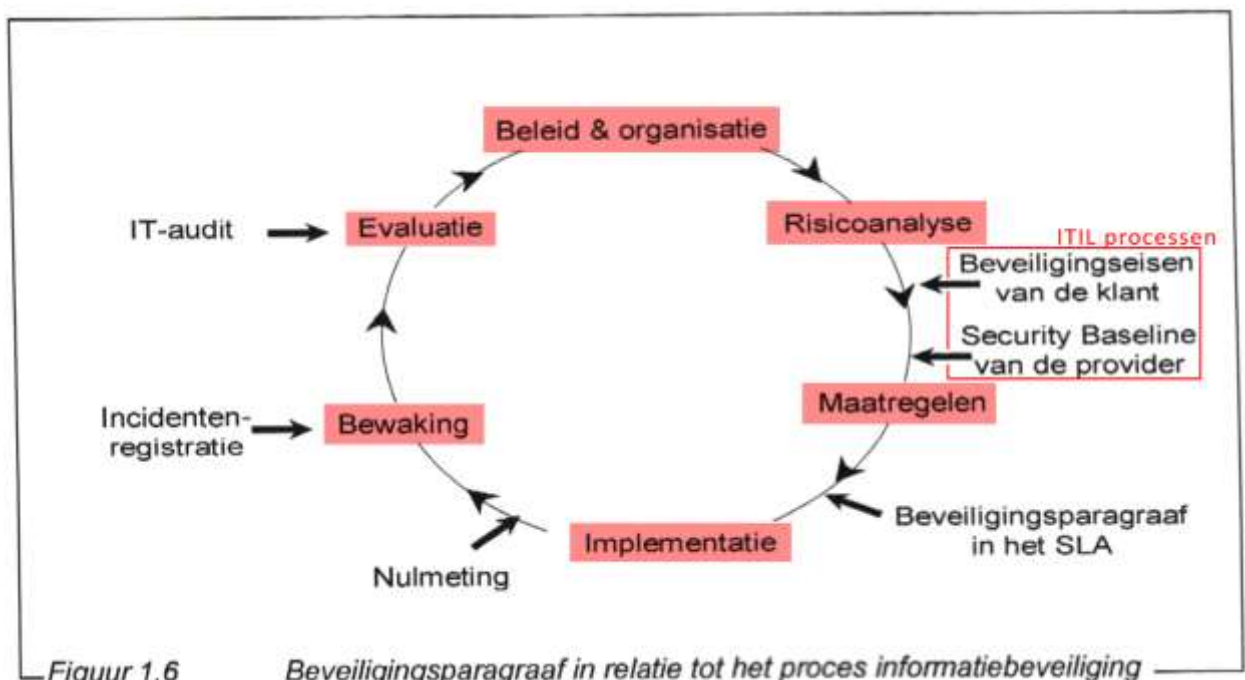 Beleid & organisatie
IT-audit
Evaluatie
Risicoanalyse
ITIL processen
Beveiligingseisen
van de klant
Security Baseline
van de provider
Maatregelen
Incidenten-
registratie
Bewaking
Beveiligingsparagraaf
in het SLA
Implementatie
Nulmeting
Figuur 1.6 Beveiligingsparagraaf in relatie tot het proces informatiebeveiliging